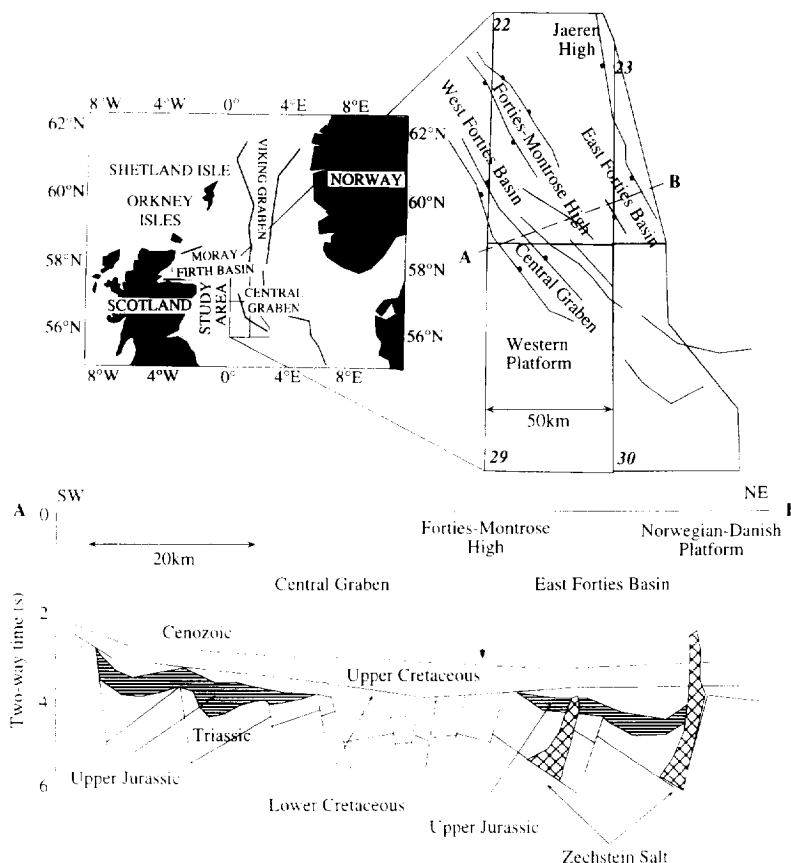 22
Jaeren
High
23
8°W
4°W
0°
4°E
8°E
62°N
62°N
West Forties Basin
Forties-Montrose High
East Forties Basin
VIKING GRABEN
SHETLAND ISLE
NORWAY
60°N
60°N
ORKNEY
ISLES
B
A
58°N
58°N
MORAY
FIRTH BASIN
Central Graben
SCOTLAND
STUDY
AREA
CENTRAL
GRABEN
56°N
56°N
Western
Platform
8°W
4°W
0°
4°E
8°E
50km
29
30
SW
NE
A
0
Forties-Montrose
High
Norwegian-Danish
Platform
20km
Central Graben
East Forties Basin
Two-way time (s)
2
Cenozoic
Upper Cretaceous
4
Triassic
Upper Jurassic
6
Lower Cretaceous
Upper Jurassic
Zechstein Salt